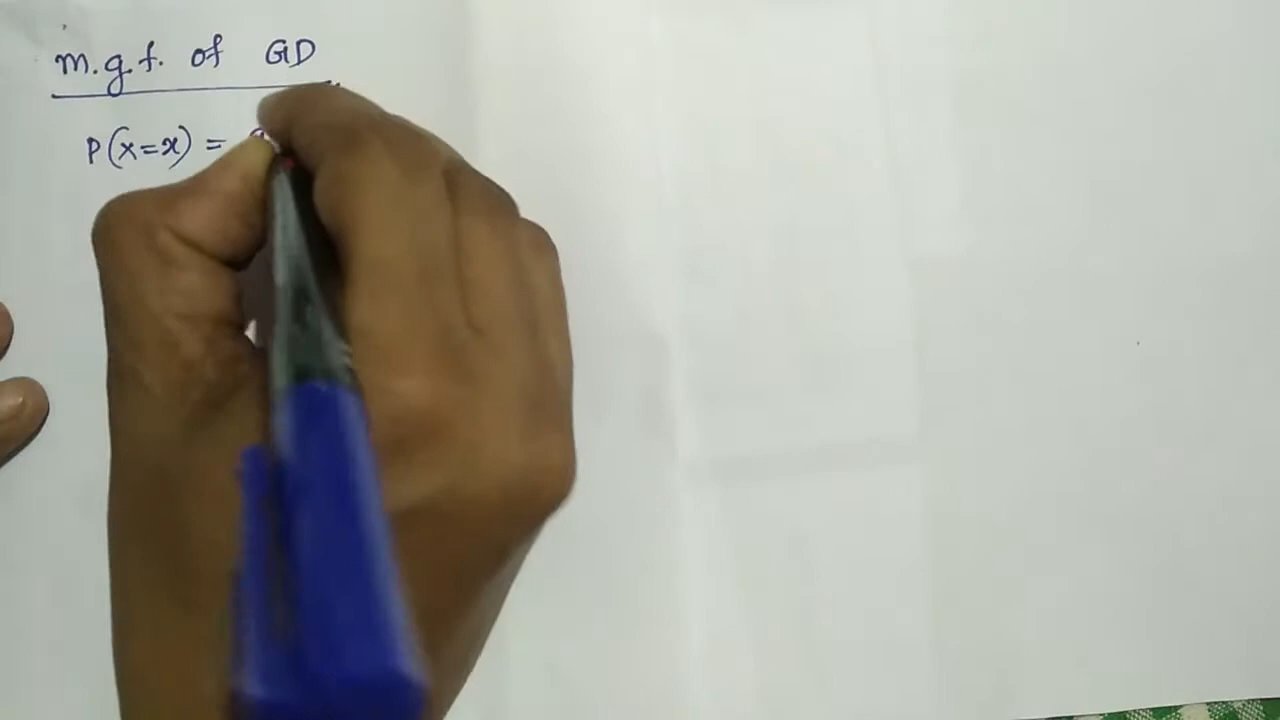 m.g.f. of GD
P(x=x) =